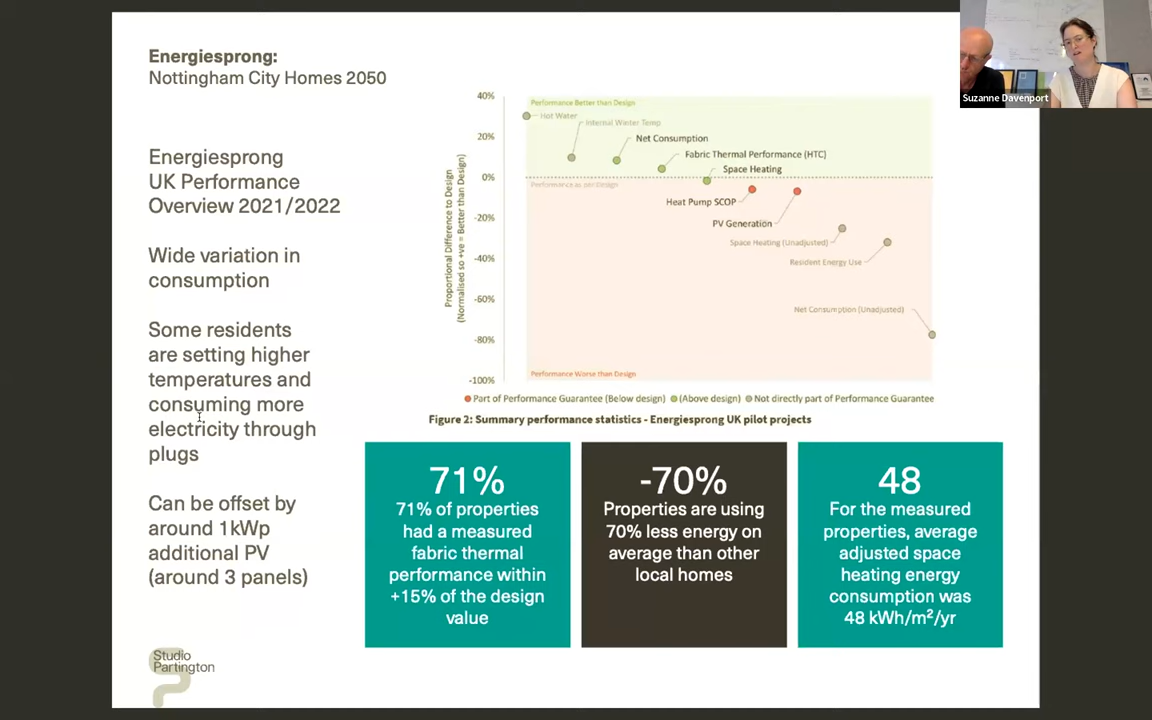 Energiesprong:
Nottingham City Homes 2050
Energiesprong
UK Performance
Overview 2021/2022
Wide variation in
consumption
Some residents
are setting higher
temperatures and
consuming more
electricity through
plugs
Can be offset by
around 1kWp
additional PV
(around 3 panels)
Studio
Partington
Proportional Difference to Design
(Normalised so +ve = Better than Design)
40%
20%
0%
-20%
-40%
-60%
-80%
-100%
Performance Better than Design
Hot Water
Internal Winter Temp
Net Consumption
Fabric Thermal Performance (HTC)
Space Heating
Performance as per Design
Heat Pump SCOP
PV Generation
Space Heating (Unadjusted)
Resident Energy Use
Net Consumption (Unadjusted)
Performance Worse than Design
Part of Performance Guarantee (Below design) (Above design) Not directly part of Performance Guarantee
Figure 2: Summary performance statistics - Energiesprong UK pilot projects
71%
71% of properties
had a measured
fabric thermal
performance within
+15% of the design
value
-70%
Properties are using
70% less energy on
average than other
local homes
48
For the measured
properties, average
adjusted space
heating energy
consumption was
48 kWh/m²/yr
Suzanne Davenport